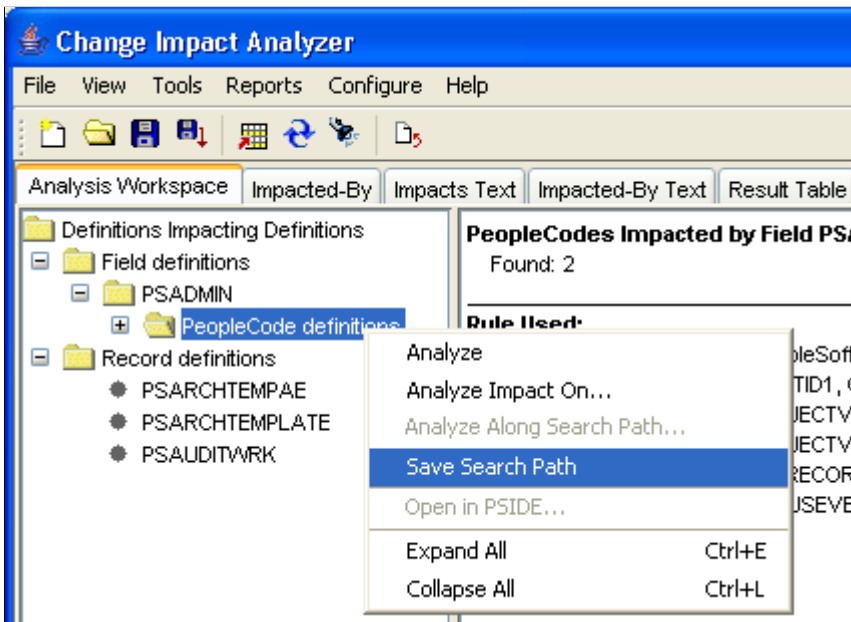 Change Impact Analyzer
File View Tools Reports Configure Help
Analysis Workspace Impacted-By Impacts Text Impacted-By Text Result Table
Definitions Impacting Definitions
Field definitions
PSADMIN
PeopleCode definitions
Record definitions
PSARCHTEMPAE
PSARCHTEMPLATE
PSAUDITWRK
PeopleCodes Impacted by Field
Found: 2
Rule Used:
Analyze
Analyze Impact On...
Analyze Along Search Path...
Save Search Path
Open in PSIDE...
Expand All Ctrl+E
Collapse All Ctrl+L